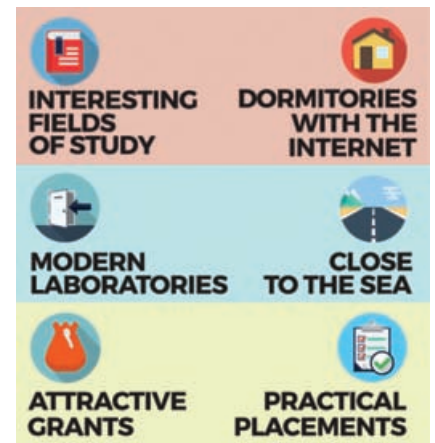 INTERESTING
FIELDS
OF STUDY
DORMITORIES
WITH THE
INTERNET
MODERN
LABORATORIES
CLOSE
TO THE SEA
ATTRACTIVE
GRANTS
PRACTICAL
PLACEMENTS